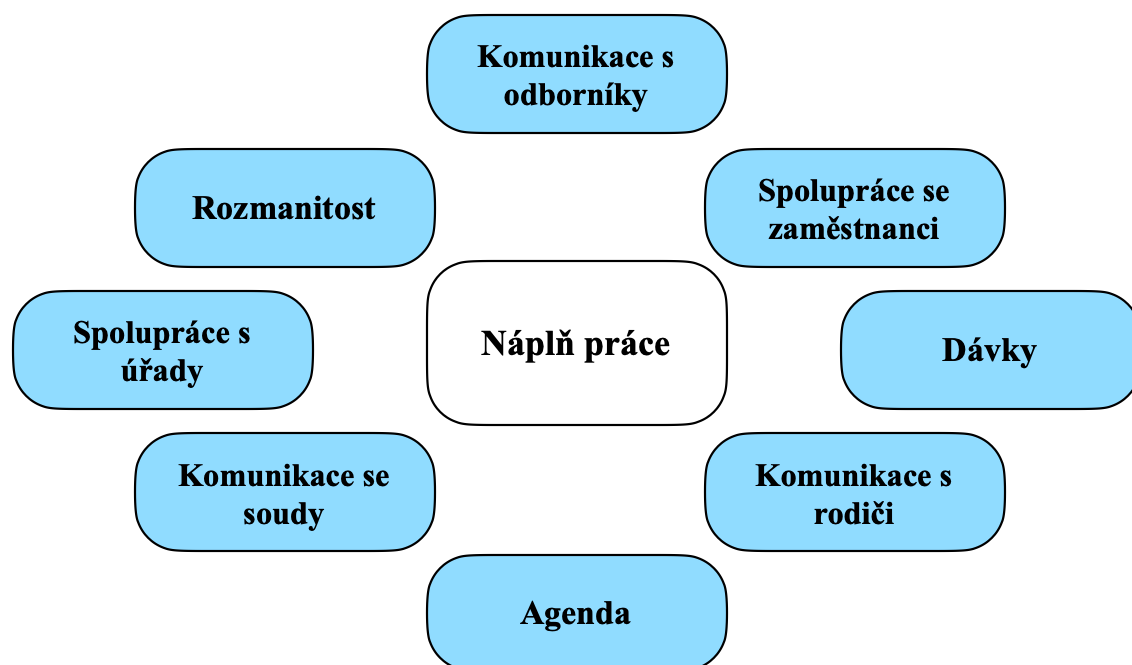 Komunikace s
odborníky
Rozmanitost
Spolupráce se
zaměstnanci
Spolupráce s
úřady
Náplň práce
Dávky
Komunikace se
soudy
Komunikace s
rodiči
Agenda